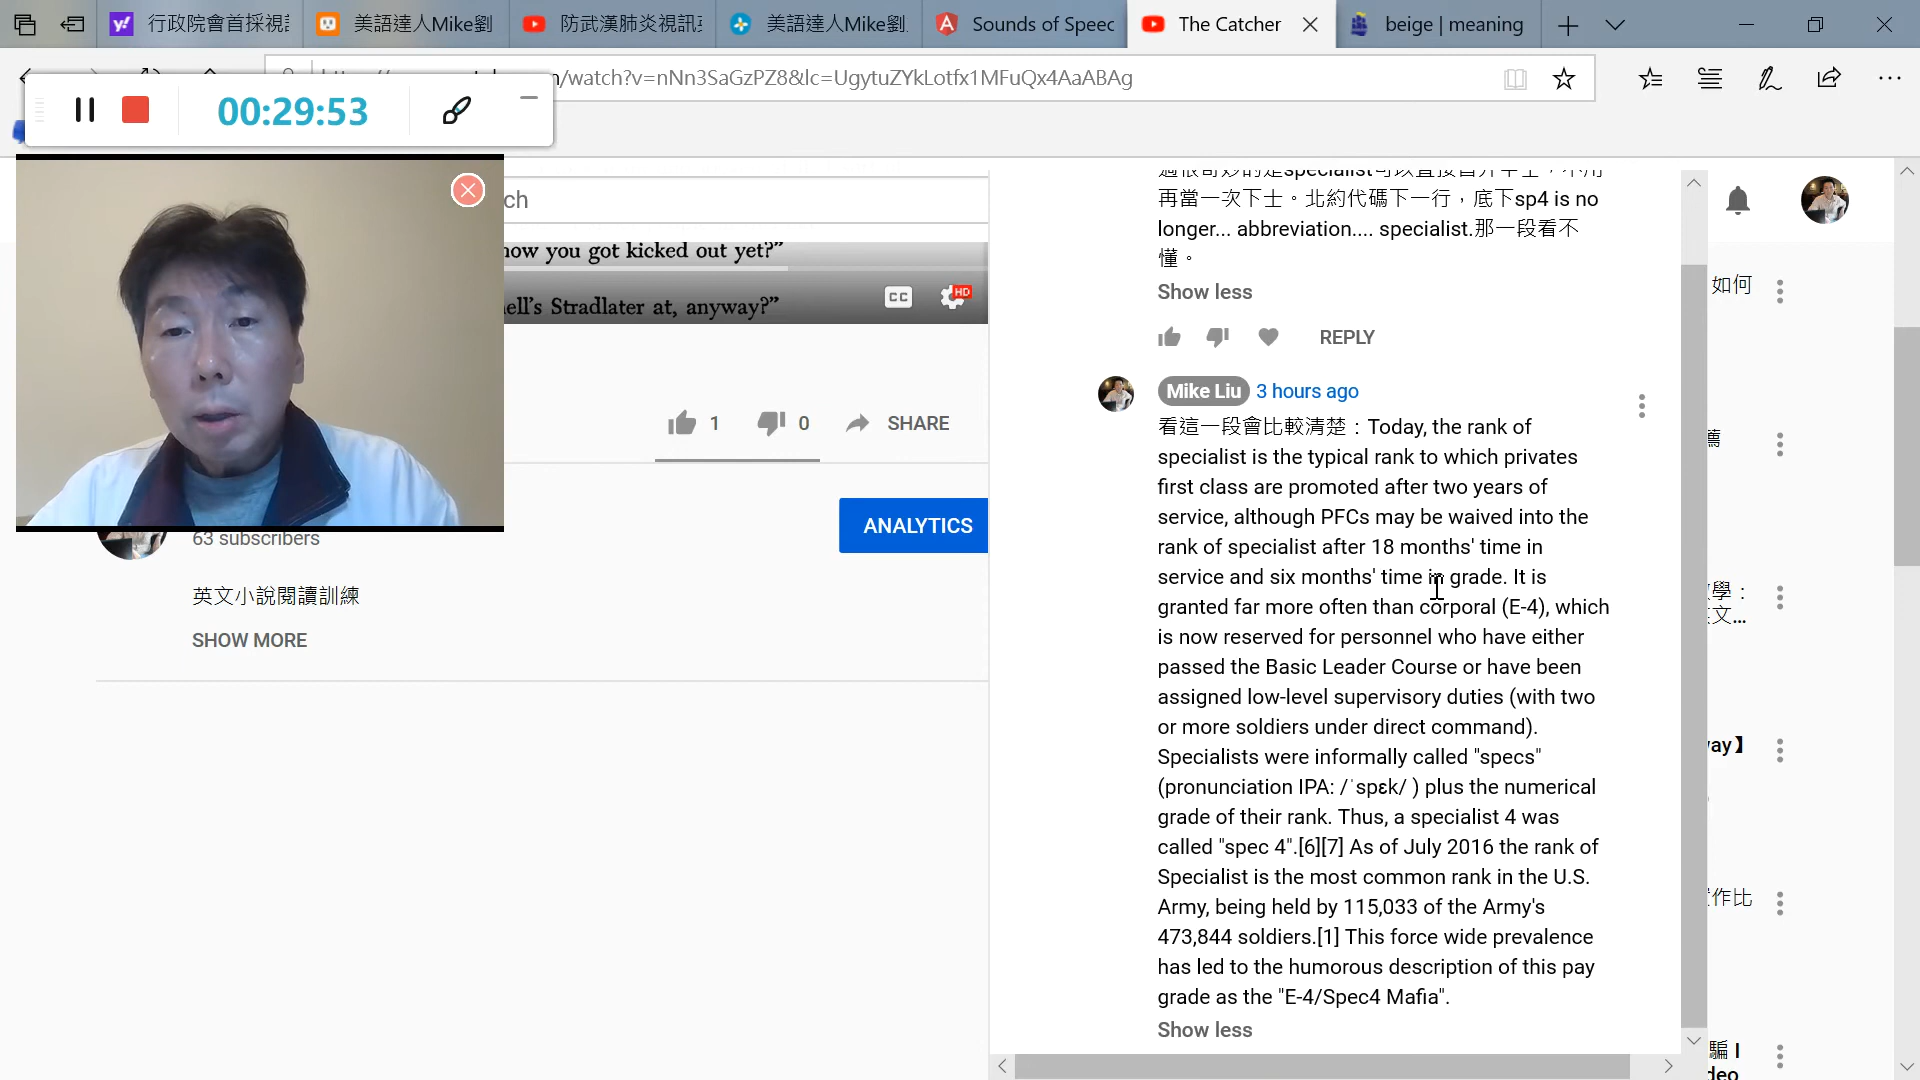 行政院會首採視訊
美語達人Mike劉
防武漢肺炎視訊
美語達人Mike劉
Sounds of Speec
The Catcher
beige | meaning
/watch?v=nNn3SaGzPZ8&lc=UgytuZYkLotfx1MFuQx4AaABAg
00:29:53
ch
now you got kicked out yet?”
ell’s Stradlater at, anyway?”
CC
HD
1
0
SHARE
ANALYTICS
63 subscribers
英文小說閱讀訓練
SHOW MORE
再當一次下士。北約代碼下一行，底下sp4 is no
longer... abbreviation.... specialist.那一段看不
懂。
Show less
REPLY
Mike Liu 3 hours ago
看這一段會比較清楚：Today, the rank of
specialist is the typical rank to which privates
first class are promoted after two years of
service, although PFCs may be waived into the
rank of specialist after 18 months' time in
service and six months' time in grade. It is
granted far more often than corporal (E-4), which
is now reserved for personnel who have either
passed the Basic Leader Course or have been
assigned low-level supervisory duties (with two
or more soldiers under direct command).
Specialists were informally called "specs"
(pronunciation IPA: /ˈspɛk/ ) plus the numerical
grade of their rank. Thus, a specialist 4 was
called "spec 4".[6][7] As of July 2016 the rank of
Specialist is the most common rank in the U.S.
Army, being held by 115,033 of the Army's
473,844 soldiers.[1] This force wide prevalence
has led to the humorous description of this pay
grade as the "E-4/Spec4 Mafia".
Show less
如何
薦
學：
文...
way】
作比
騙 I
deo